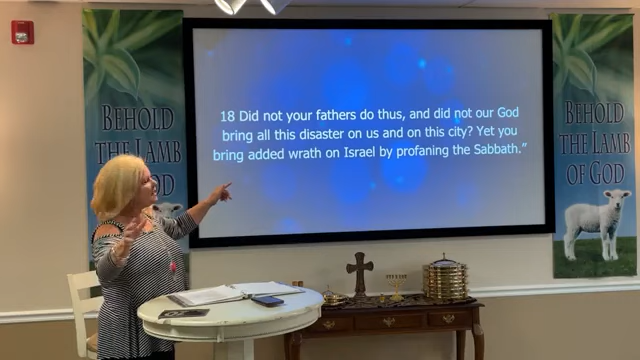 18 Did not your fathers do thus, and did not our God
bring all this disaster on us and on this city? Yet you
bring added wrath on Israel by profaning the Sabbath.”
BEHOLD
THE LAMB
OF GOD
BEHOLD
THE LAMB
OF GOD